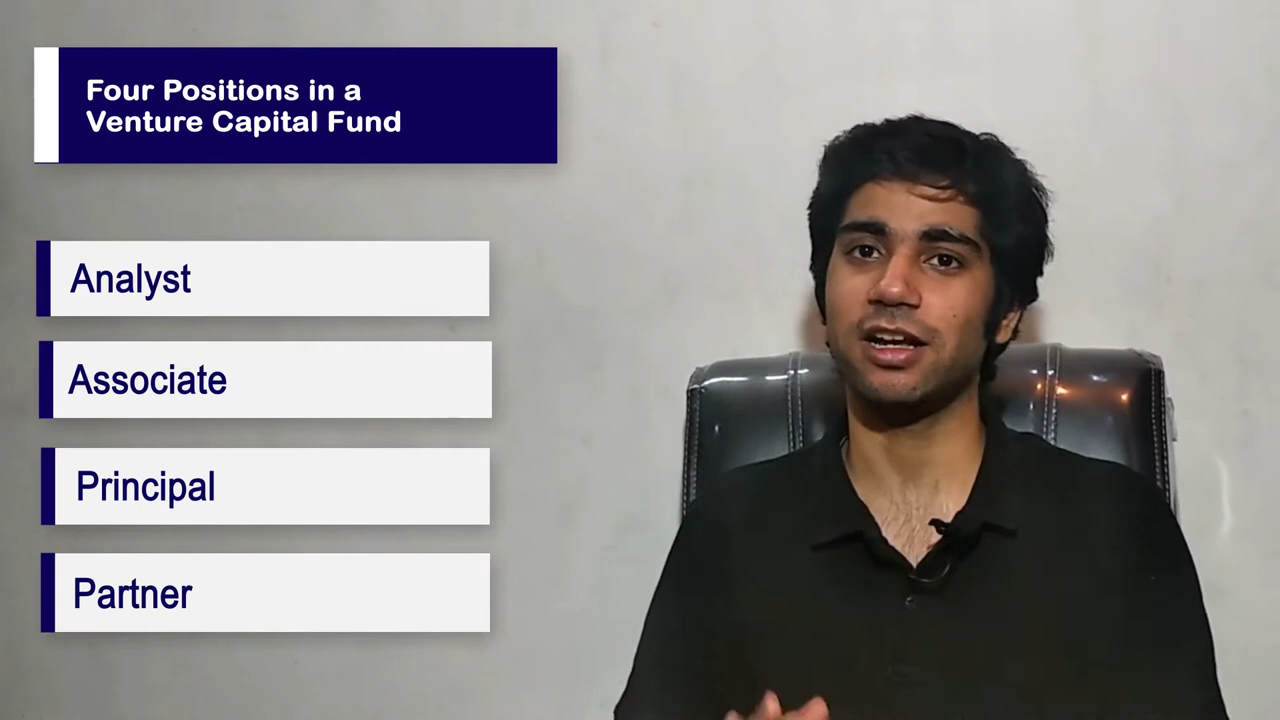 Four Positions in a
Venture Capital Fund
Analyst
Associate
Principal
Partner